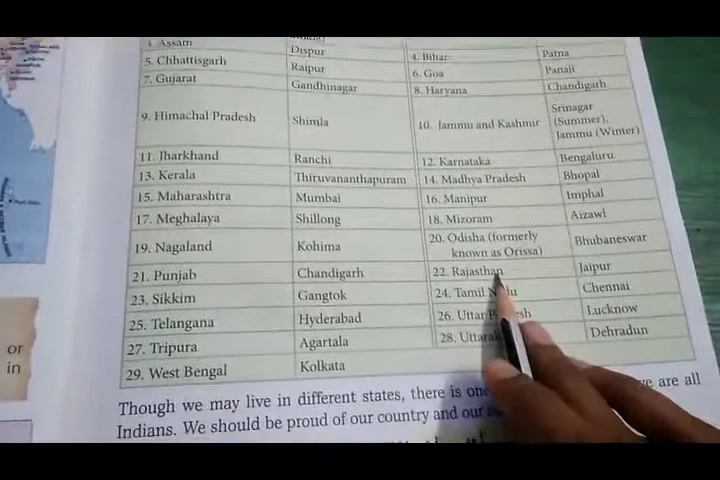 3. Assam Dispur 4. Bihar Patna
5. Chhattisgarh Raipur 6. Goa Panaji
7. Gujarat Gandhinagar 8. Haryana Chandigarh
9. Himachal Pradesh Shimla 10. Jammu and Kashmir Srinagar
(Summer),
Jammu (Winter)
11. Jharkhand Ranchi 12. Karnataka Bengaluru
13. Kerala Thiruvananthapuram 14. Madhya Pradesh Bhopal
15. Maharashtra Mumbai 16. Manipur Imphal
17. Meghalaya Shillong 18. Mizoram Aizawl
19. Nagaland Kohima 20. Odisha (formerly
known as Orissa) Bhubaneswar
21. Punjab Chandigarh 22. Rajasthan Jaipur
23. Sikkim Gangtok 24. Tamil Nadu Chennai
25. Telangana Hyderabad 26. Uttar Pradesh Lucknow
27. Tripura Agartala 28. Dehradun
29. West Bengal Kolkata
Though we may live in different states, there is one we are all
Indians. We should be proud of our country and our
or
in